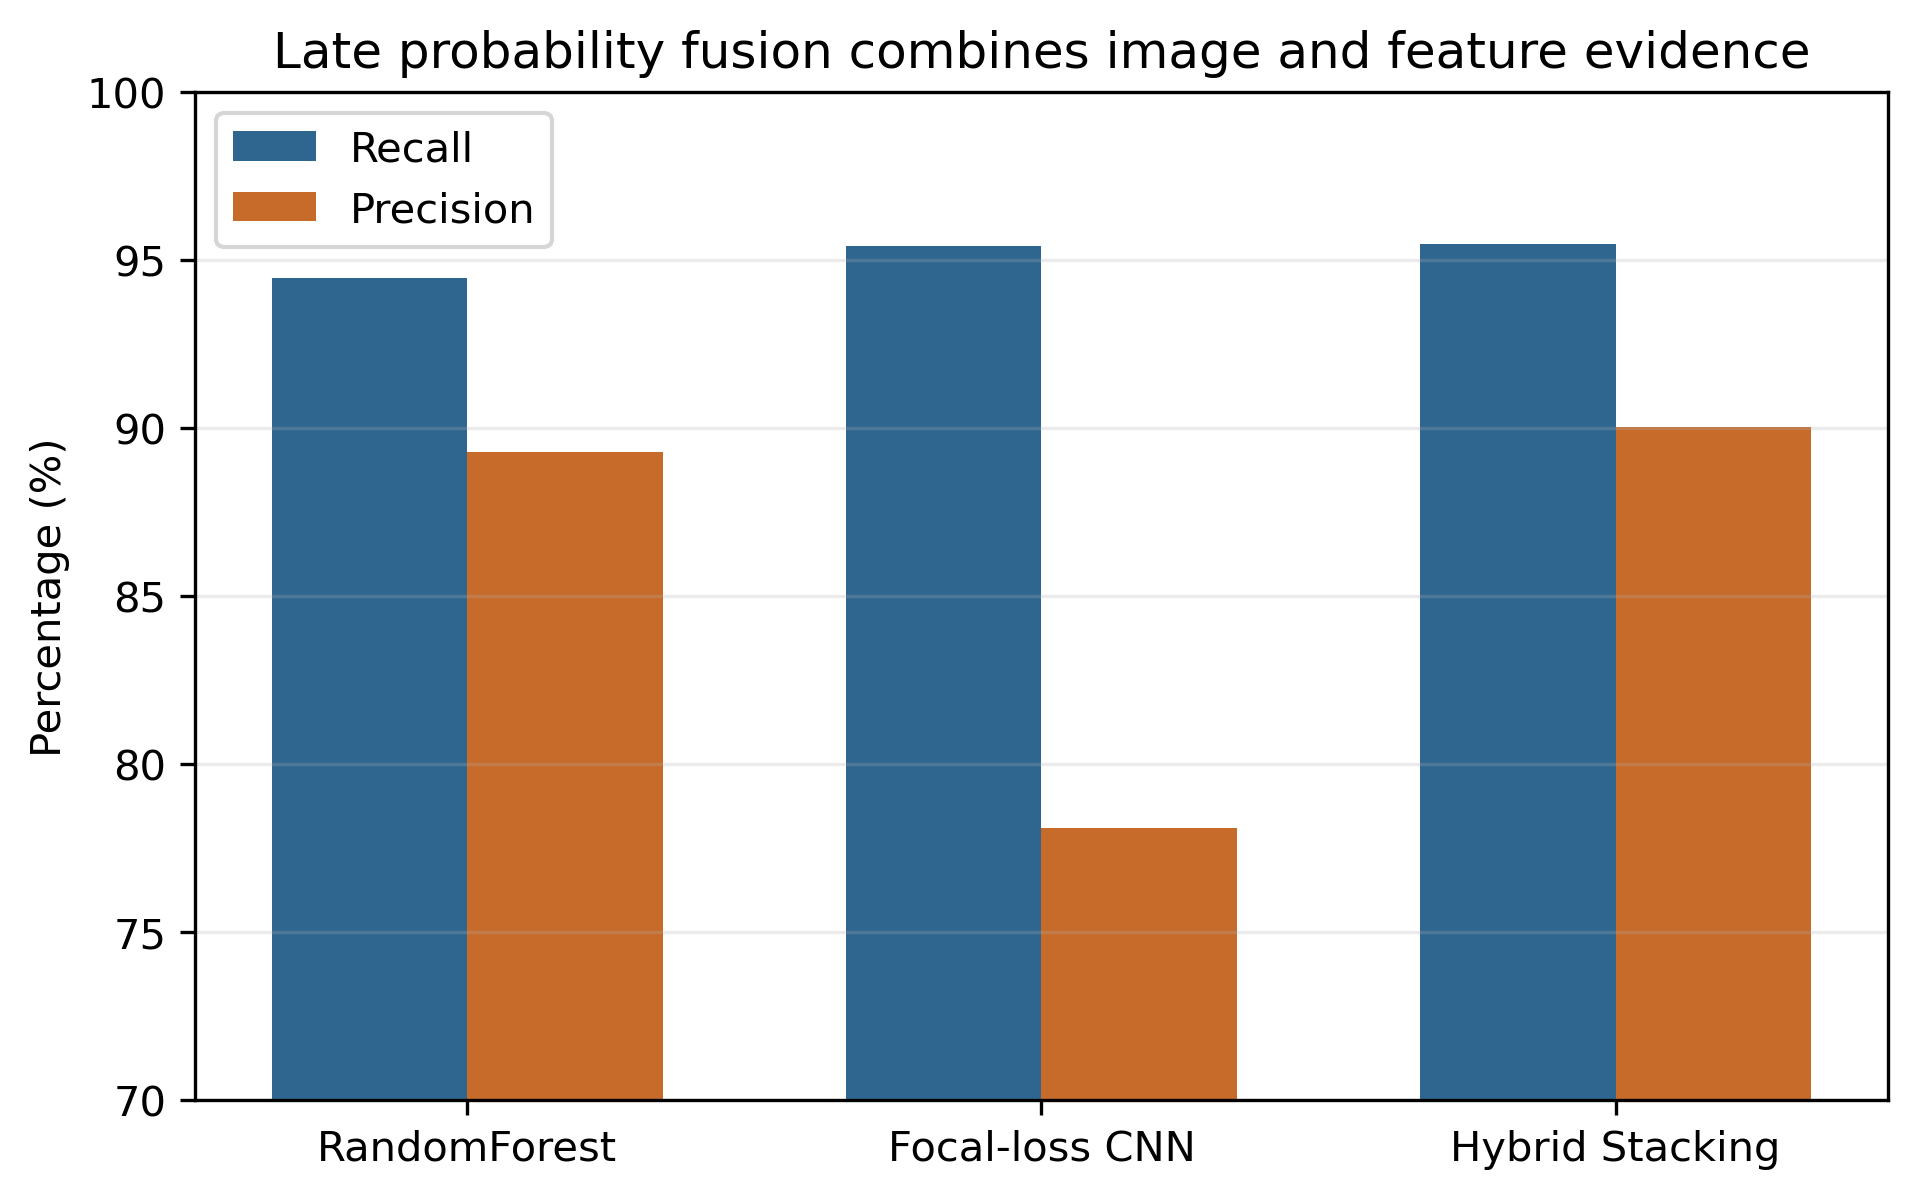 Late probability fusion combines image and feature evidence
Recall
Precision
Percentage (%)
100
95
90
85
80
75
70
RandomForest
Focal-loss CNN
Hybrid Stacking